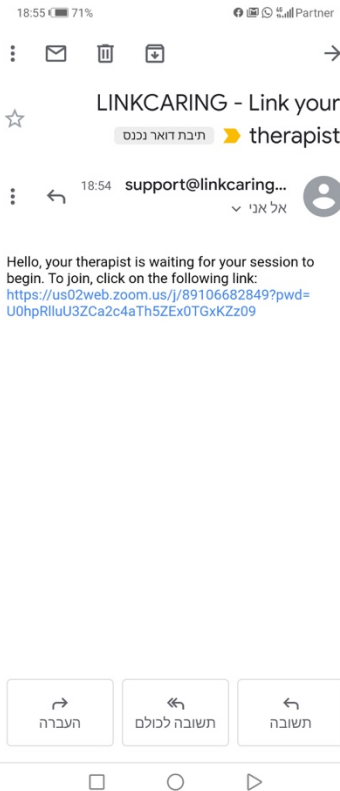 18:55 71% Partner
LINKCARING - Link your
therapist תיבת דואר נכנס
18:54 support@linkcaring...
אל אני
Hello, your therapist is waiting for your session to
begin. To join, click on the following link:
https://us02web.zoom.us/j/89106682849?pwd=
U0hpRlluU3ZCa2c4aTh5ZEx0TGxKZz09
תשובה תשובה לכולם העברה